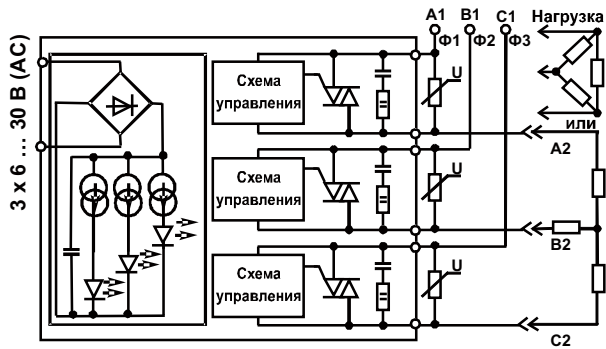 A1 B1 C1 Нагрузка
Ф1 Ф2 Ф3
3 x 6 ... 30 В (AC)
Схема
управления
U
или
A2
Схема
управления
U
B2
Схема
управления
U
C2